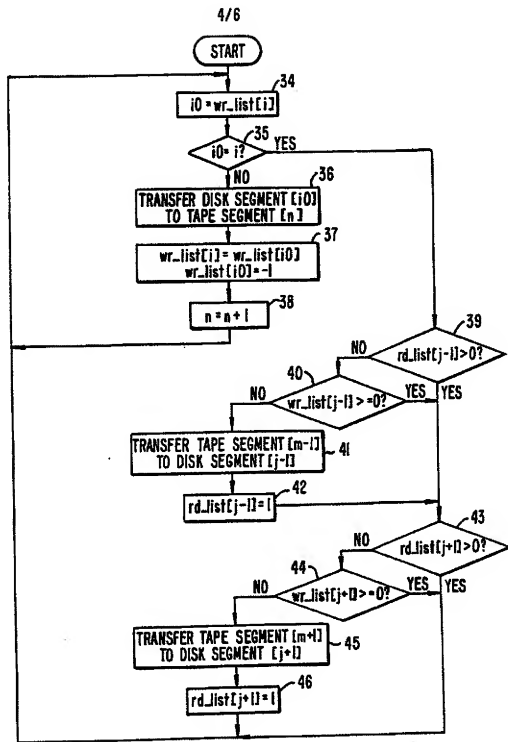 4/6
START
34
i0=wr_list[i]
35
i0= i?
YES
NO
36
TRANSFER DISK SEGMENT [i0]
TO TAPE SEGMENT [n]
37
wr_list[i]= wr_list[i0]
wr_list[i0]=-1
38
n=n+1
39
rd_list[j-1]>0?
NO
YES
40
wr_list[j-1]>=0?
NO
YES
TRANSFER TAPE SEGMENT [m-1]
TO DISK SEGMENT [j-1]
41
42
rd_list[j-1]=1
43
rd_list[j+1]>0?
NO
YES
44
wr_list[j+1]>=0?
NO
YES
TRANSFER TAPE SEGMENT [m+1]
TO DISK SEGMENT [j+1]
45
46
rd_list[j+1]=1